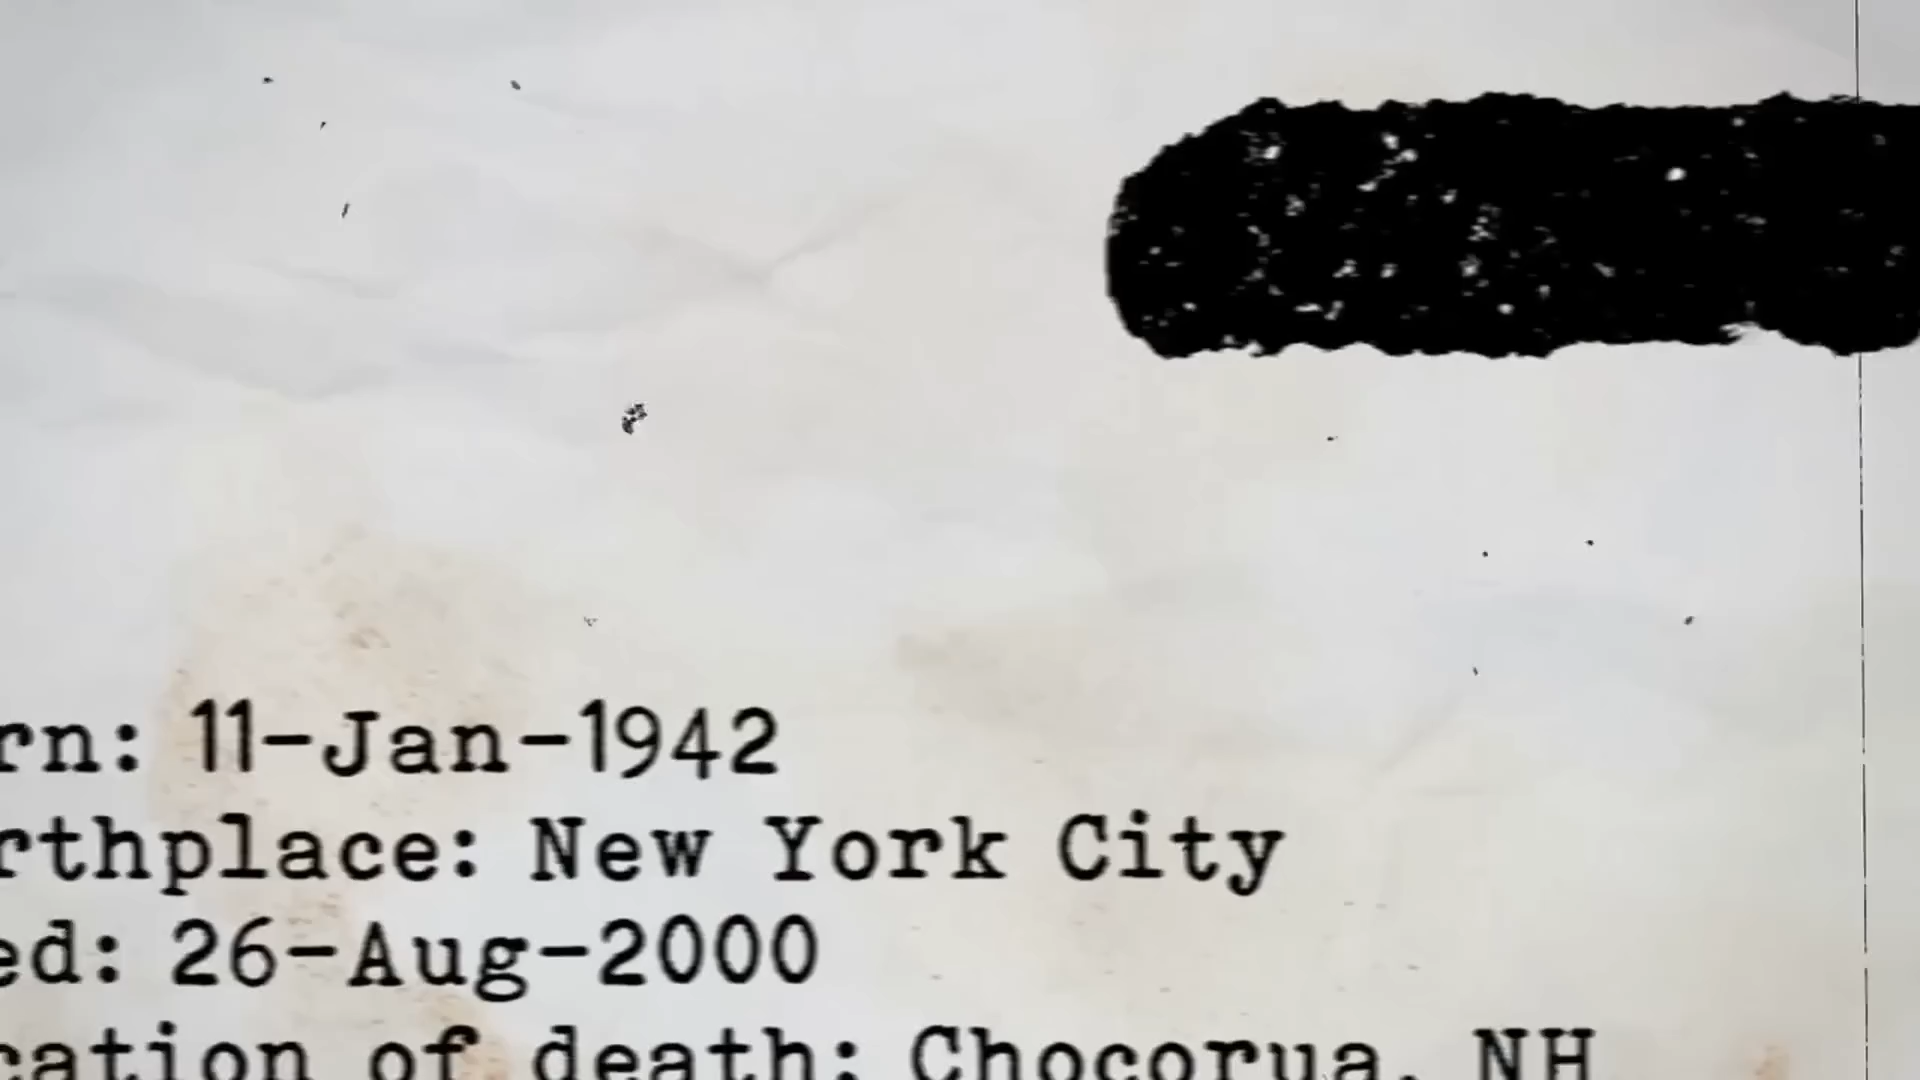 rn: 11-Jan-1942
rthplace: New York City
ed: 26-Aug-2000
cation of death: Chocorua, NH